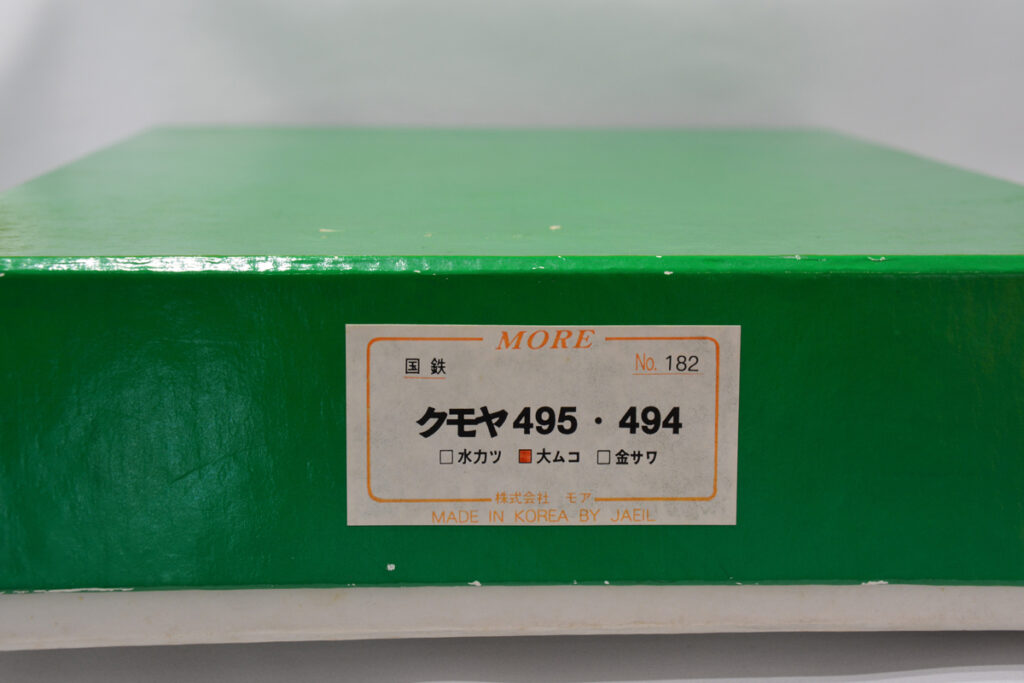 MORE
国鉄 No. 182
クモヤ495・494
□水カツ ■大ムコ □金サワ
株式会社 モア
MADE IN KOREA BY JAEIL